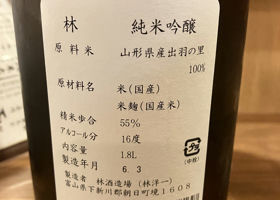 林　純米吟醸
原料米　山形県産出羽の里
100%
原材料名　米(国産)
米麹(国産米)
精米歩合　55%
アルコール分　16度
内容量　1.8L
製造年月　6.3
製造者　林酒造場(林洋一)
富山県下新川郡朝日町境1608
(中栓)